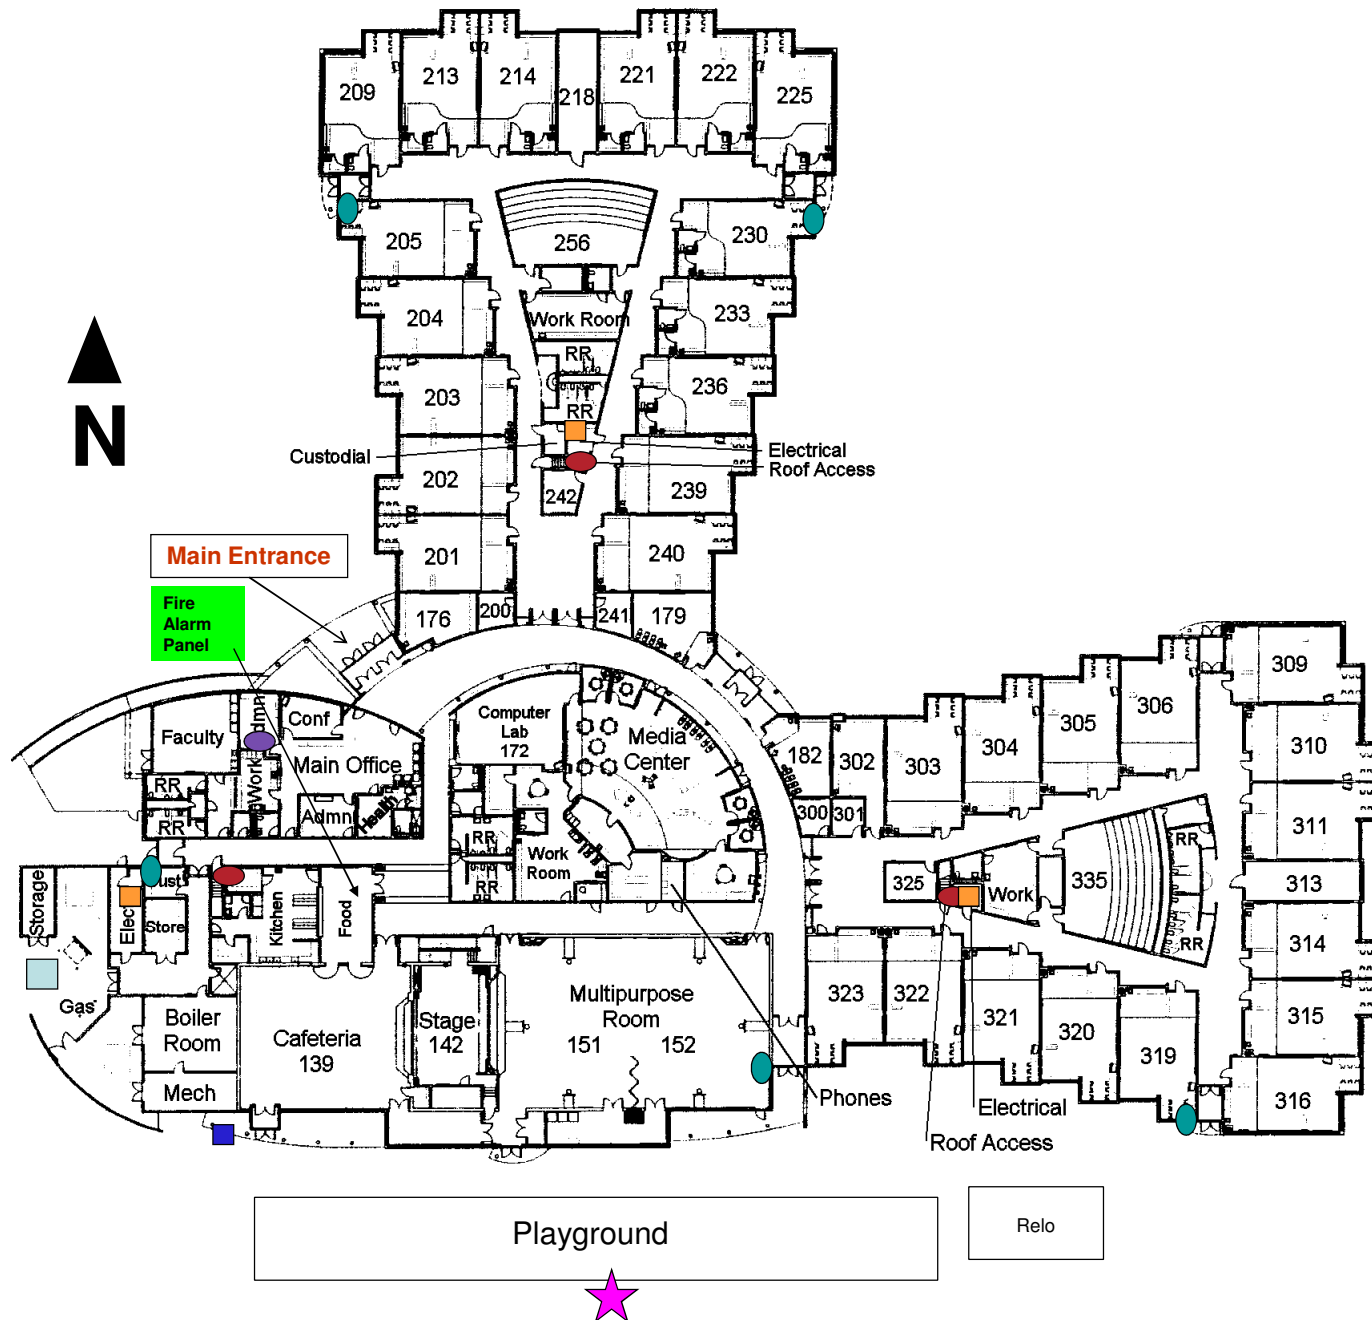 209
213
214
218
221
222
225
205
256
230
204
Work Room
233
RR
203
236
RR
Custodial
Electrical
Roof Access
202
242
239
N
201
240
Main Entrance
Fire
Alarm
Panel
176
200
241
179
Faculty
Admn
Conf
Main Office
Work
RR
RR
Admn
Health
Computer
Lab
172
Media
Center
RR
RR
Work
Room
182
302
303
304
305
306
309
310
311
313
314
315
316
300
301
325
Work
335
RR
RR
323
322
321
320
319
Storage
Elec
Cust
Store
Kitchen
Food
Gas
Boiler
Room
Mech
Cafeteria
139
Stage
142
Multipurpose
Room
151
152
Phones
Electrical
Roof Access
Playground
Relo